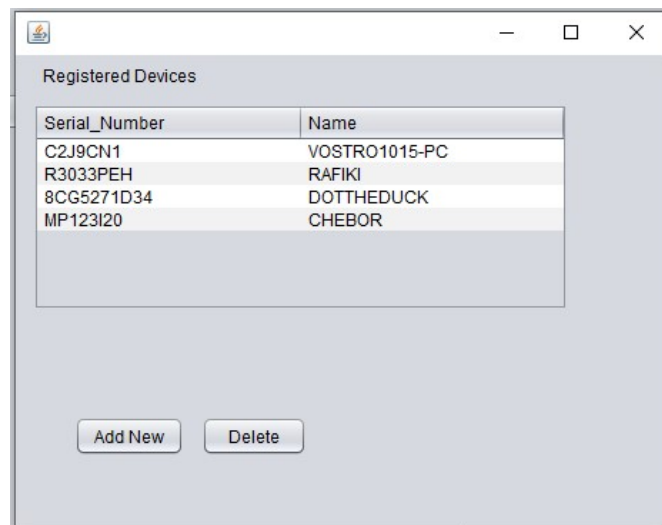 Registered Devices
Serial_Number Name
C2J9CN1 VOSTRO1015-PC
R3033PEH RAFIKI
8CG5271D34 DOTTHEDUCK
MP123I20 CHEBOR
Add New Delete